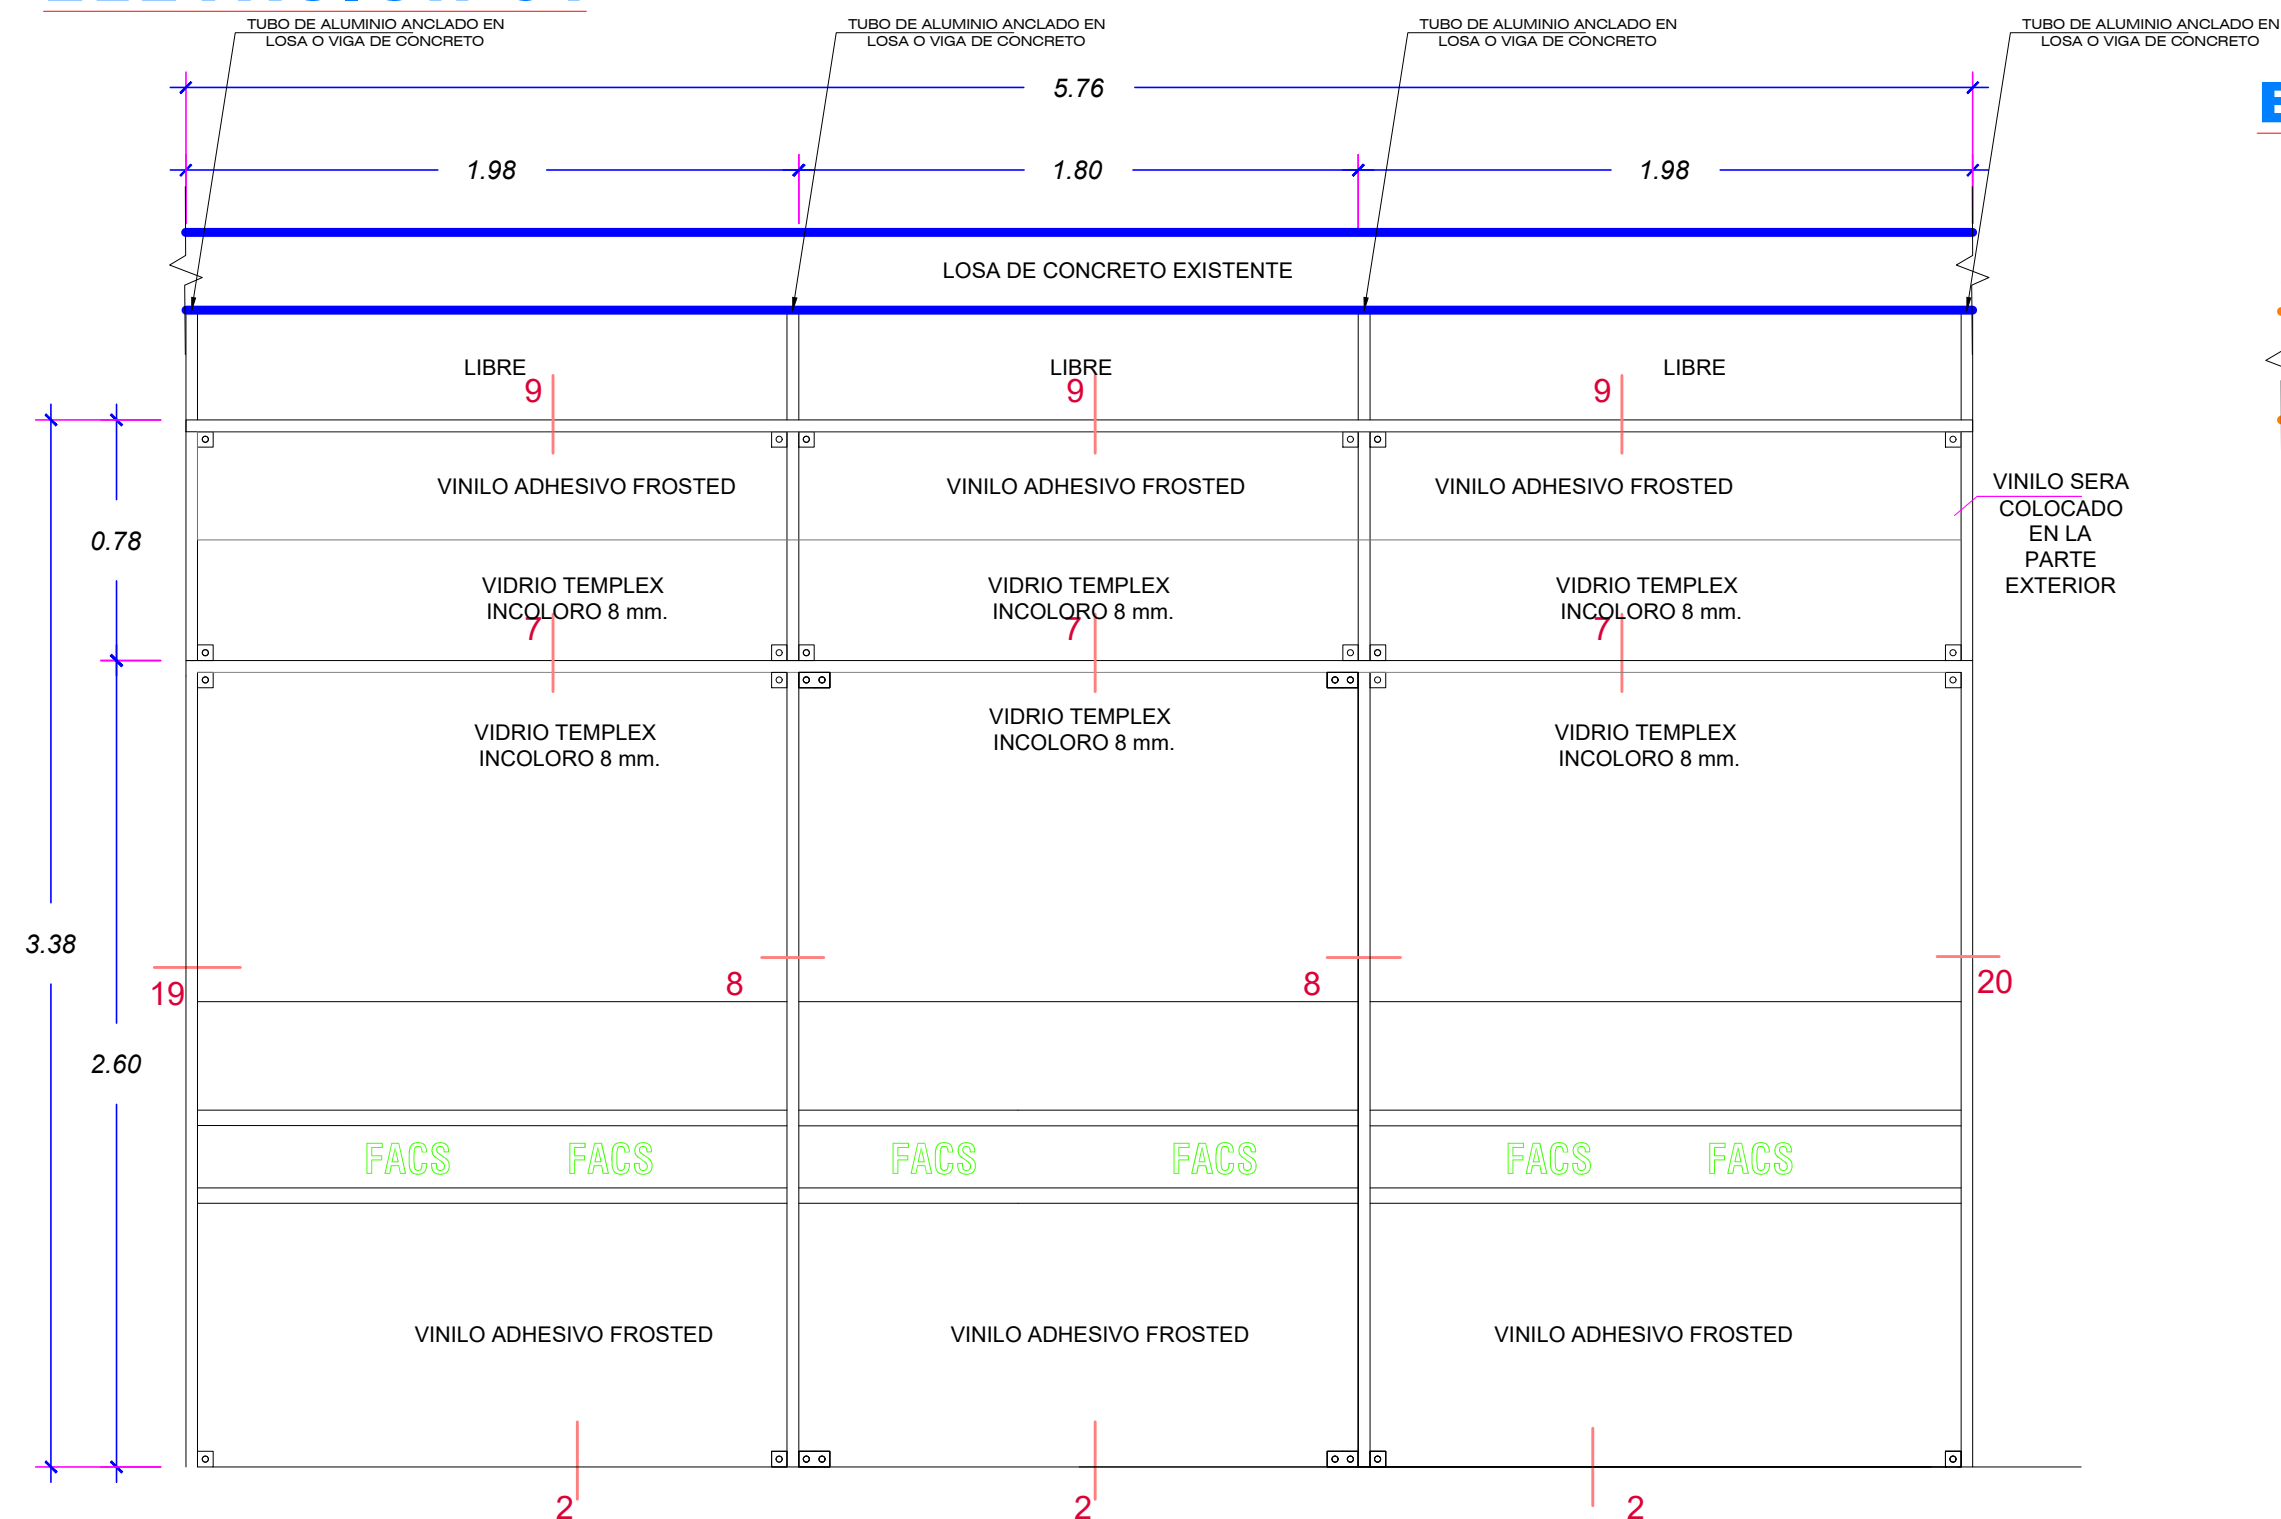 TUBO DE ALUMINIO ANCLADO EN
LOSA O VIGA DE CONCRETO
TUBO DE ALUMINIO ANCLADO EN
LOSA O VIGA DE CONCRETO
TUBO DE ALUMINIO ANCLADO EN
LOSA O VIGA DE CONCRETO
TUBO DE ALUMINIO ANCLADO EN
LOSA O VIGA DE CONCRETO
5.76
1.98
1.80
1.98
LOSA DE CONCRETO EXISTENTE
LIBRE
LIBRE
LIBRE
9
9
9
VINILO ADHESIVO FROSTED
VINILO ADHESIVO FROSTED
VINILO ADHESIVO FROSTED
VINILO SERA
COLOCADO
EN LA
PARTE
EXTERIOR
0.78
VIDRIO TEMPLEX
INCOLORO 8 mm.
VIDRIO TEMPLEX
INCOLORO 8 mm.
VIDRIO TEMPLEX
INCOLORO 8 mm.
7
7
7
VIDRIO TEMPLEX
INCOLORO 8 mm.
VIDRIO TEMPLEX
INCOLORO 8 mm.
VIDRIO TEMPLEX
INCOLORO 8 mm.
3.38
19
8
8
20
2.60
FACS FACS
FACS FACS
FACS FACS
VINILO ADHESIVO FROSTED
VINILO ADHESIVO FROSTED
VINILO ADHESIVO FROSTED
2
2
2